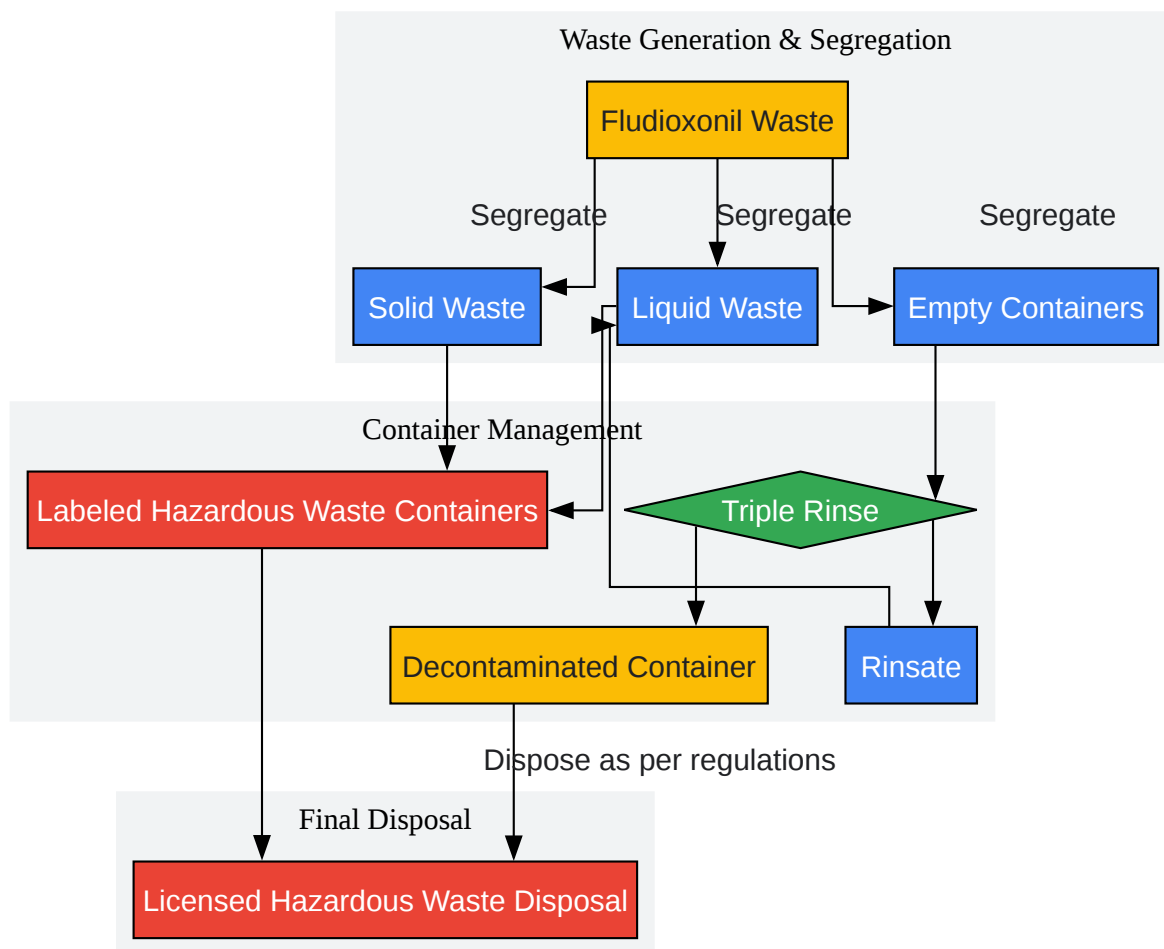 Waste Generation & Segregation
Fludioxonil Waste
Segregate
Segregate
Segregate
Solid Waste
Liquid Waste
Empty Containers
Container Management
Labeled Hazardous Waste Containers
Triple Rinse
Decontaminated Container
Rinsate
Dispose as per regulations
Final Disposal
Licensed Hazardous Waste Disposal